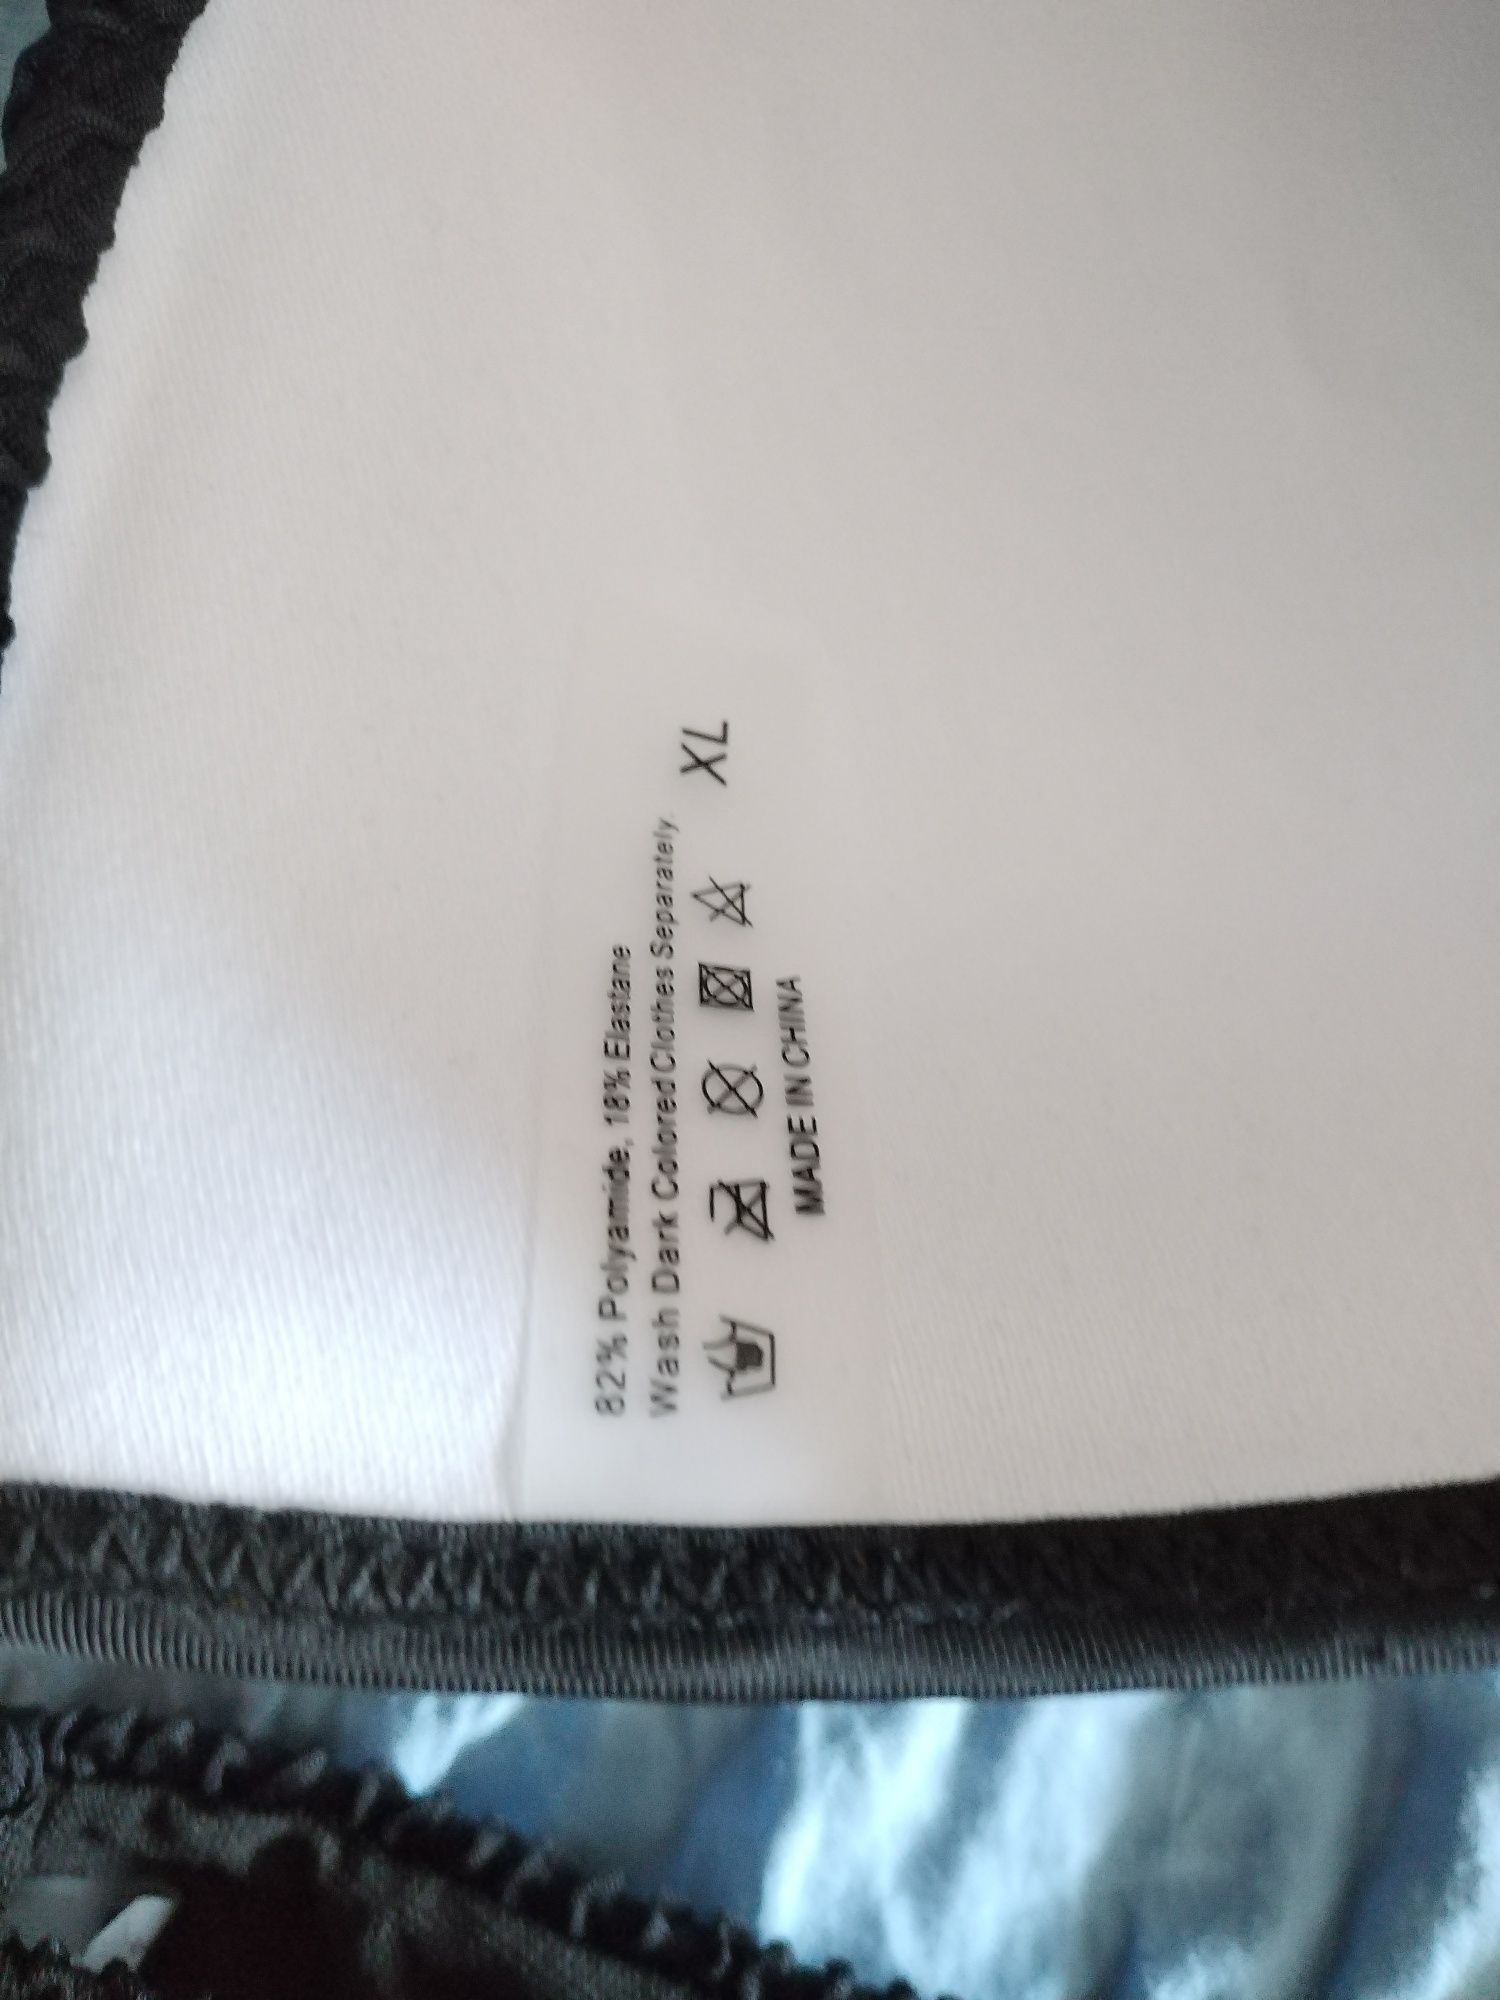 82% Polyamide, 18% Elastane
Wash Dark Colored Clothes Separately.
XL
MADE IN CHINA